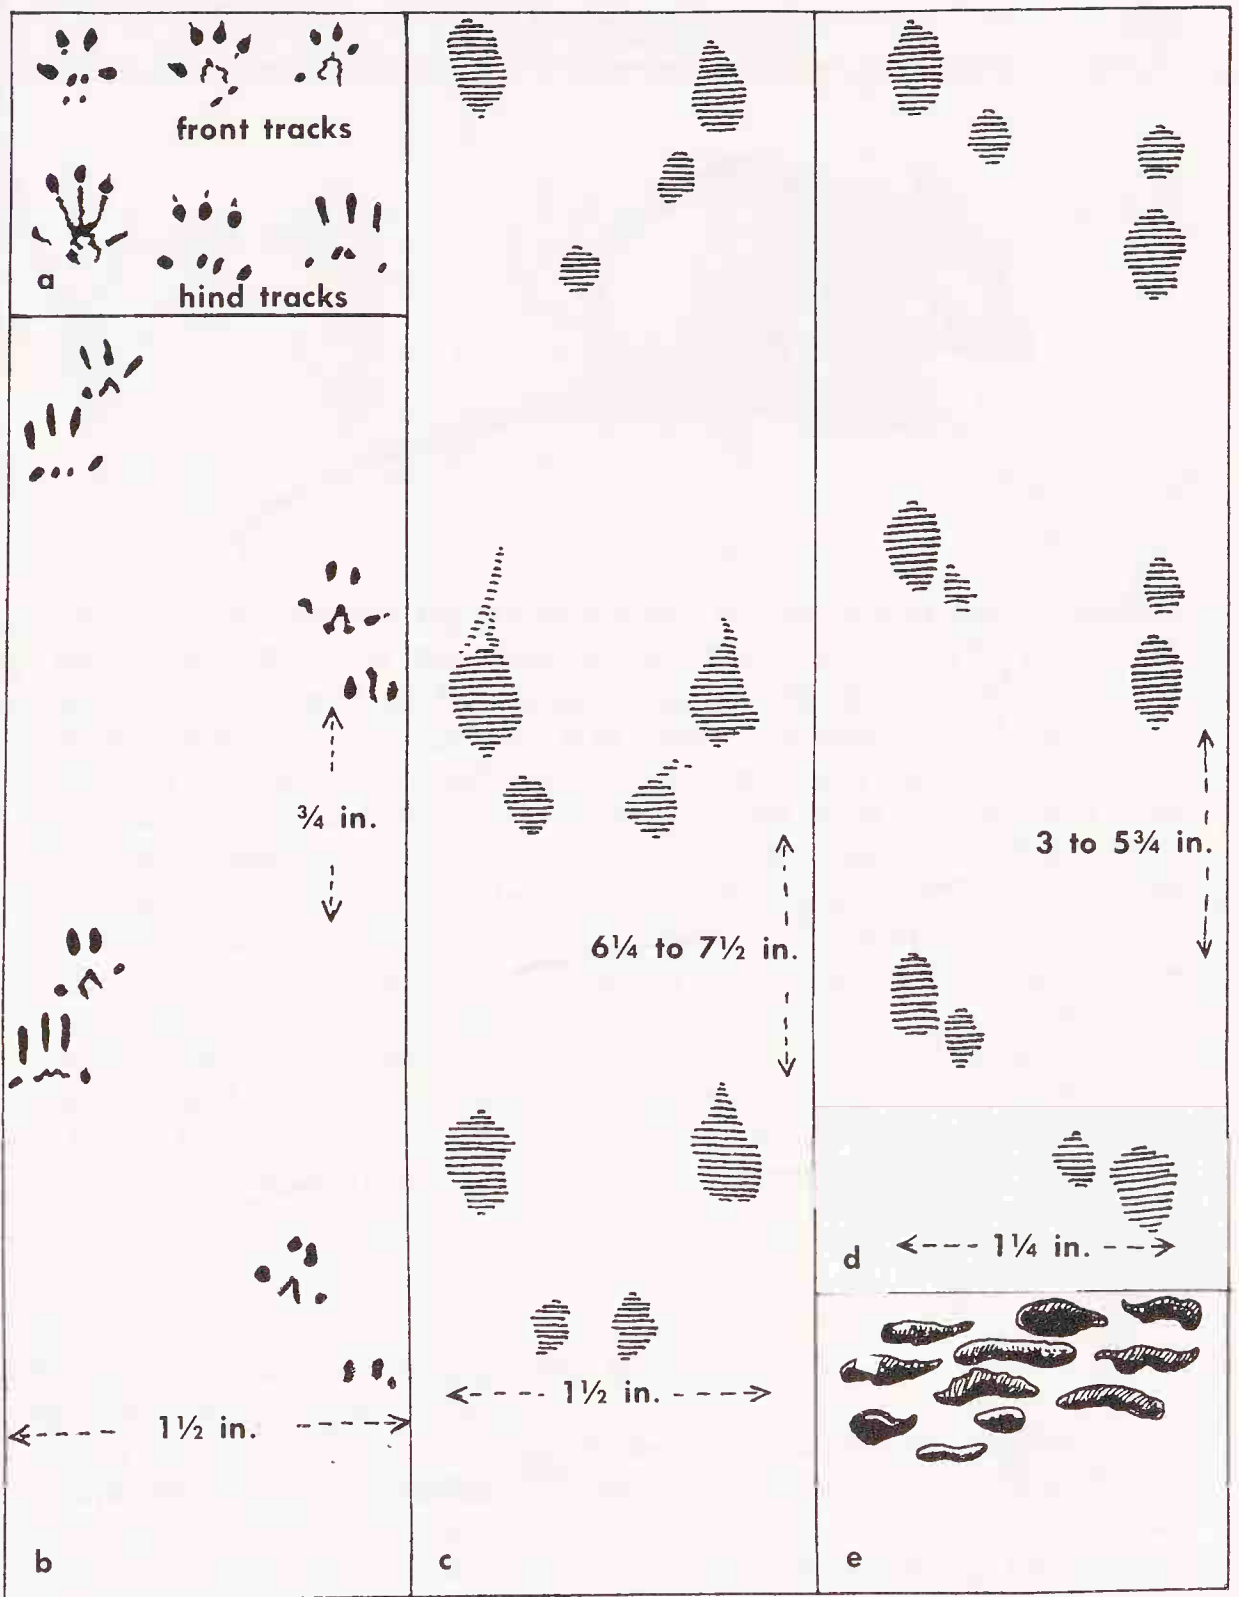 front tracks
a
hind tracks
¾ in.
1½ in.
b
6¼ to 7½ in.
1½ in.
c
3 to 5¾ in.
d
1¼ in.
e